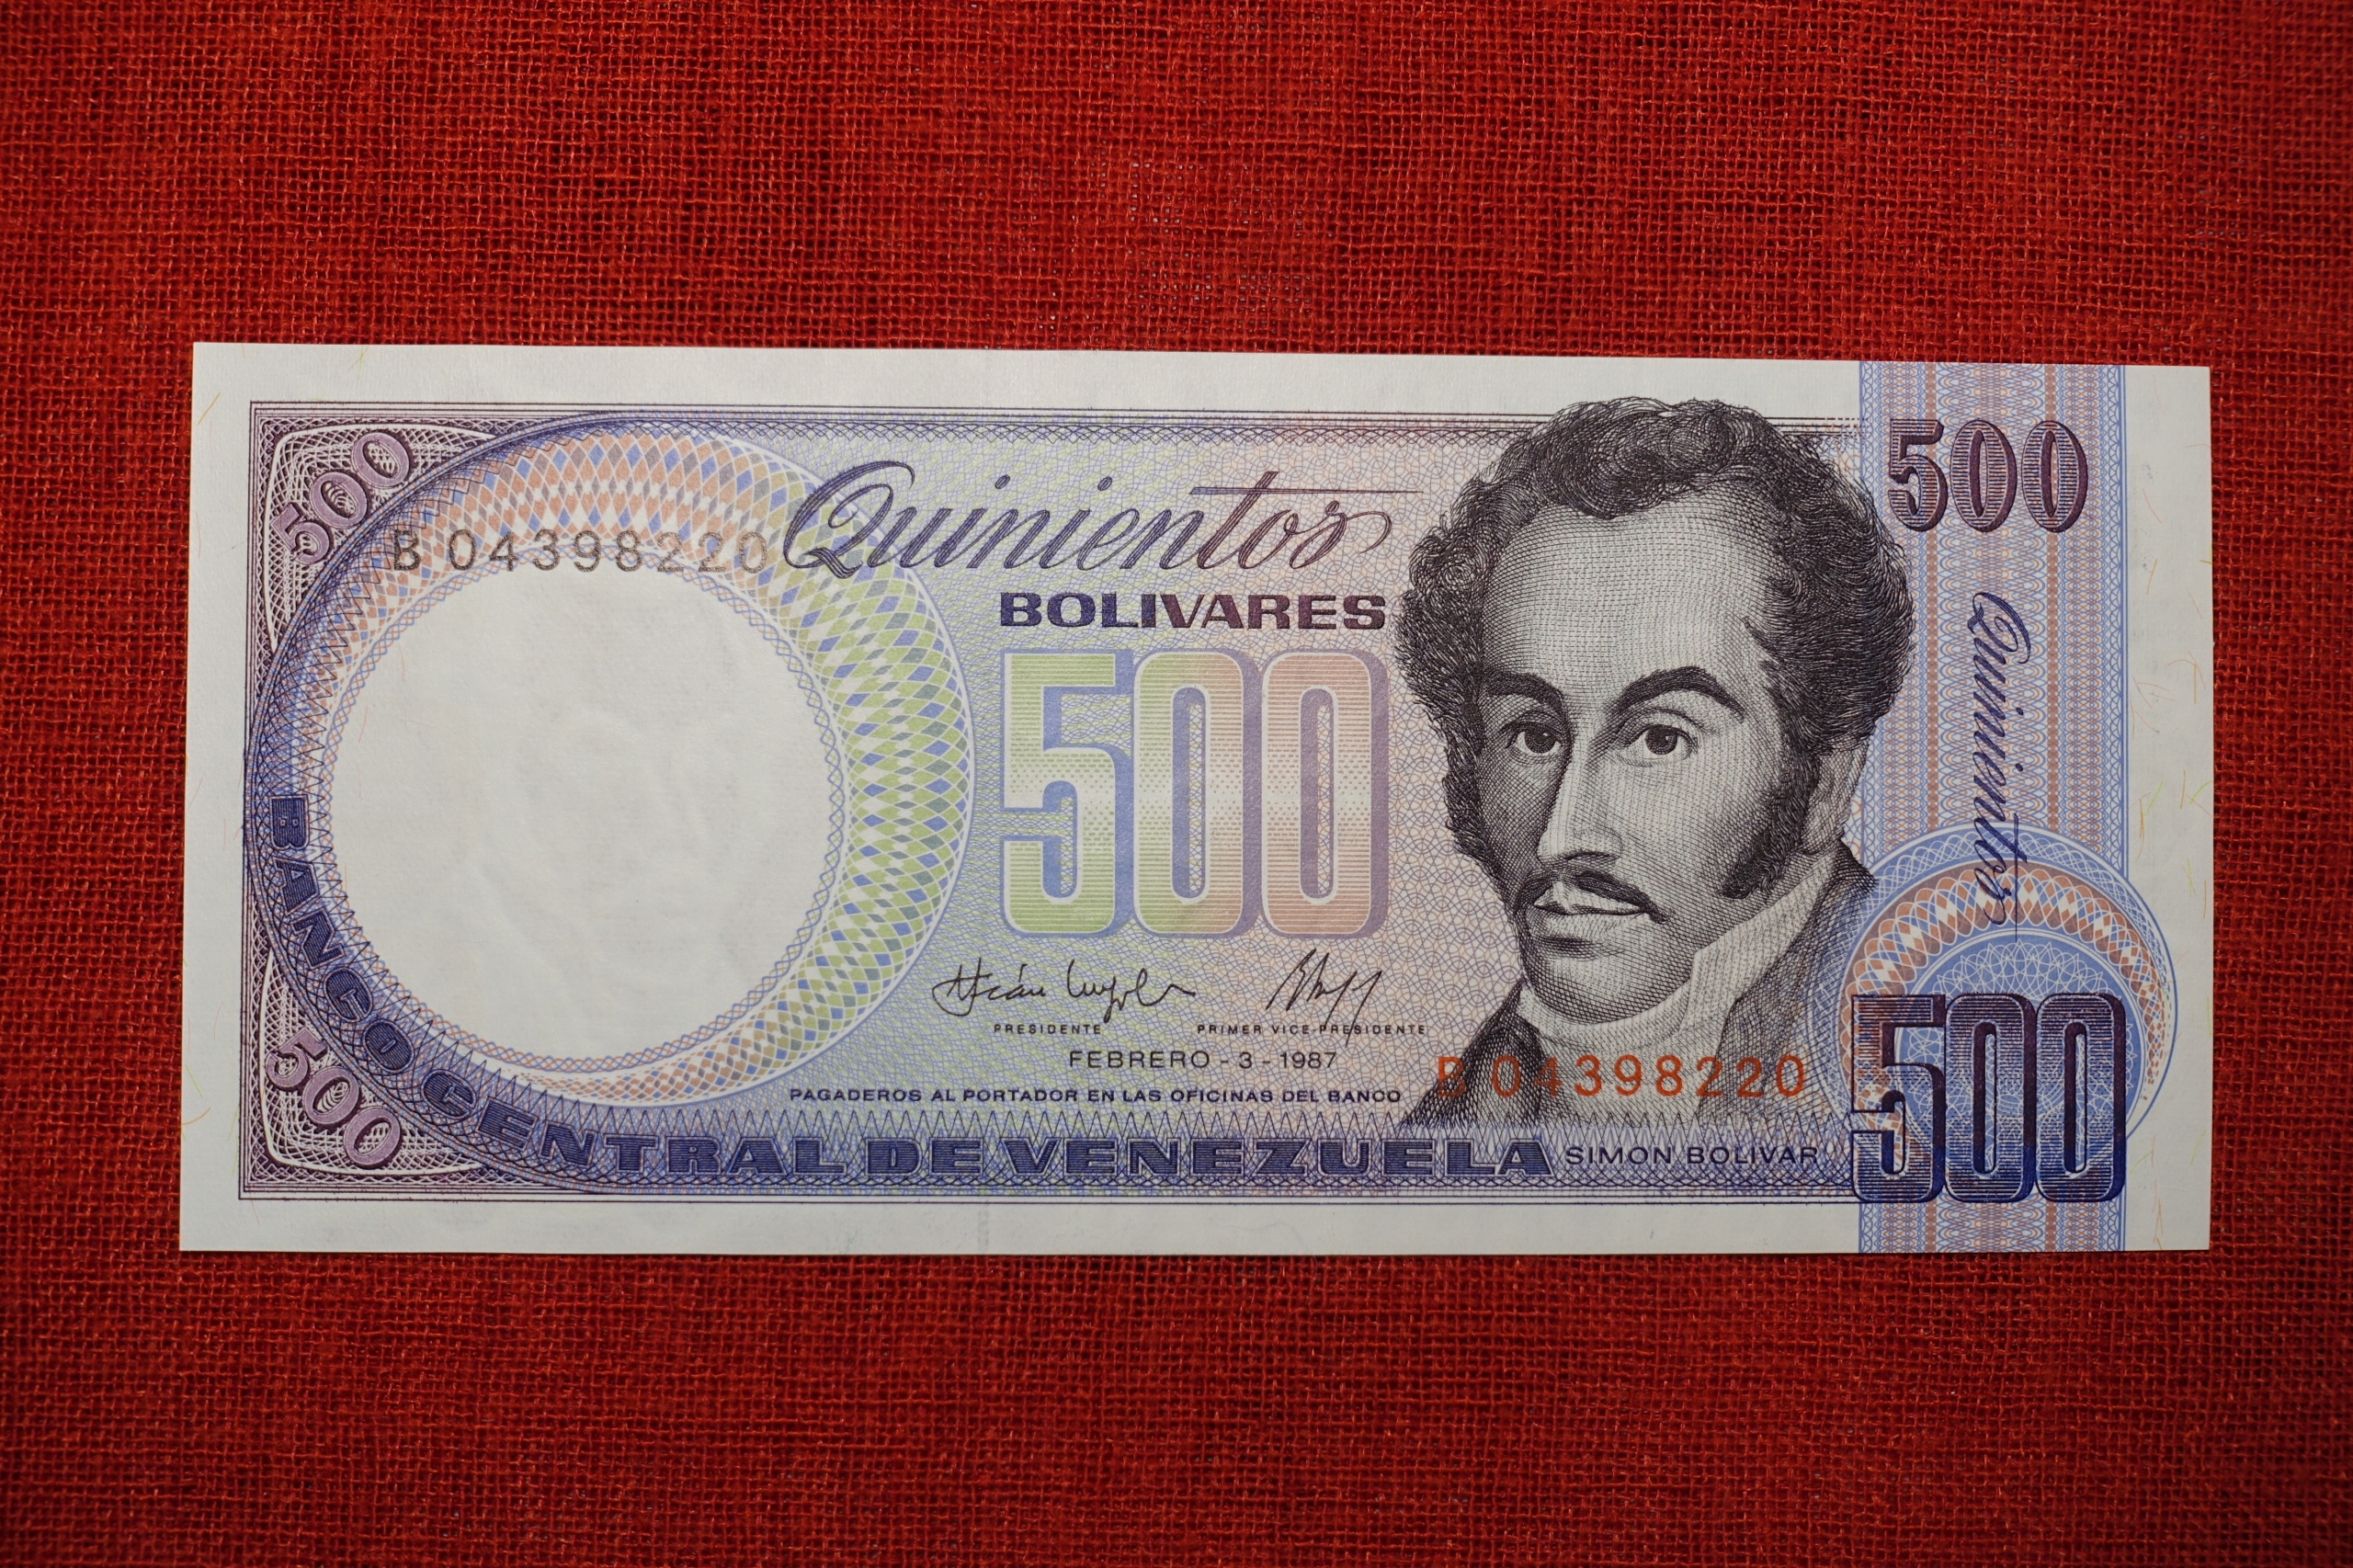 500
500
B 04398220
Quinientos
BOLIVARES
500
Quinientos
PRESIDENTE
PRIMER VICE-PRESIDENTE
FEBRERO - 3 - 1987
B 04398220
PAGADEROS AL PORTADOR EN LAS OFICINAS DEL BANCO
500
BANCO CENTRAL DE VENEZUELA
SIMON BOLIVAR
500